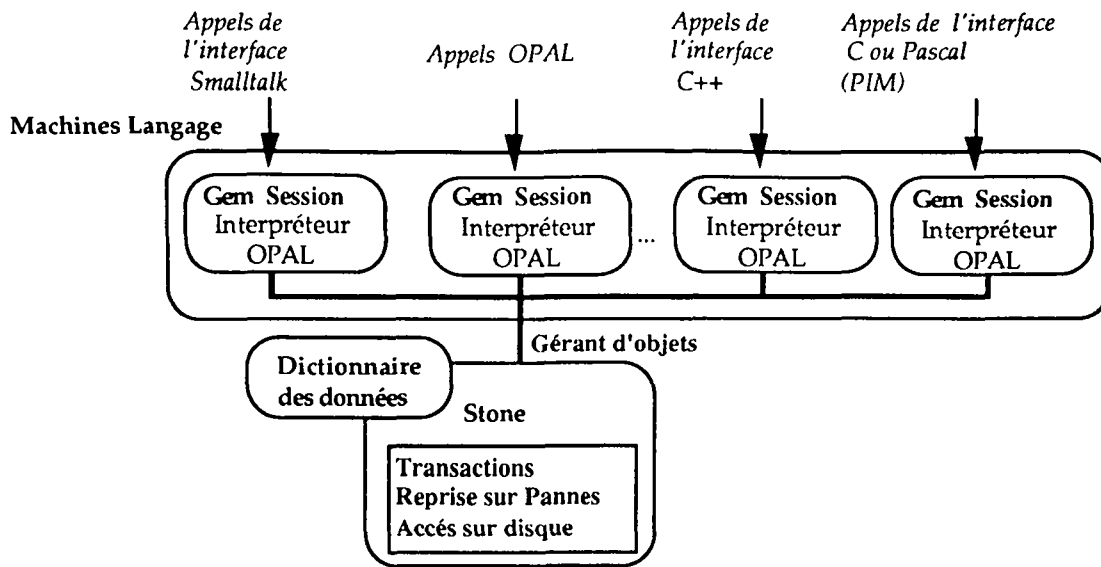 Appels de
l'interface
Smalltalk
Appels OPAL
Appels de
l'interface
C++
Appels de l'interface
C ou Pascal
(PIM)
Machines Langage
Gem Session
Interpréteur
OPAL
Gem Session
Interpréteur
OPAL
...
Gem Session
Interpréteur
OPAL
Gem Session
Interpréteur
OPAL
Gérant d'objets
Dictionnaire
des données
Stone
Transactions
Reprise sur Pannes
Accés sur disque